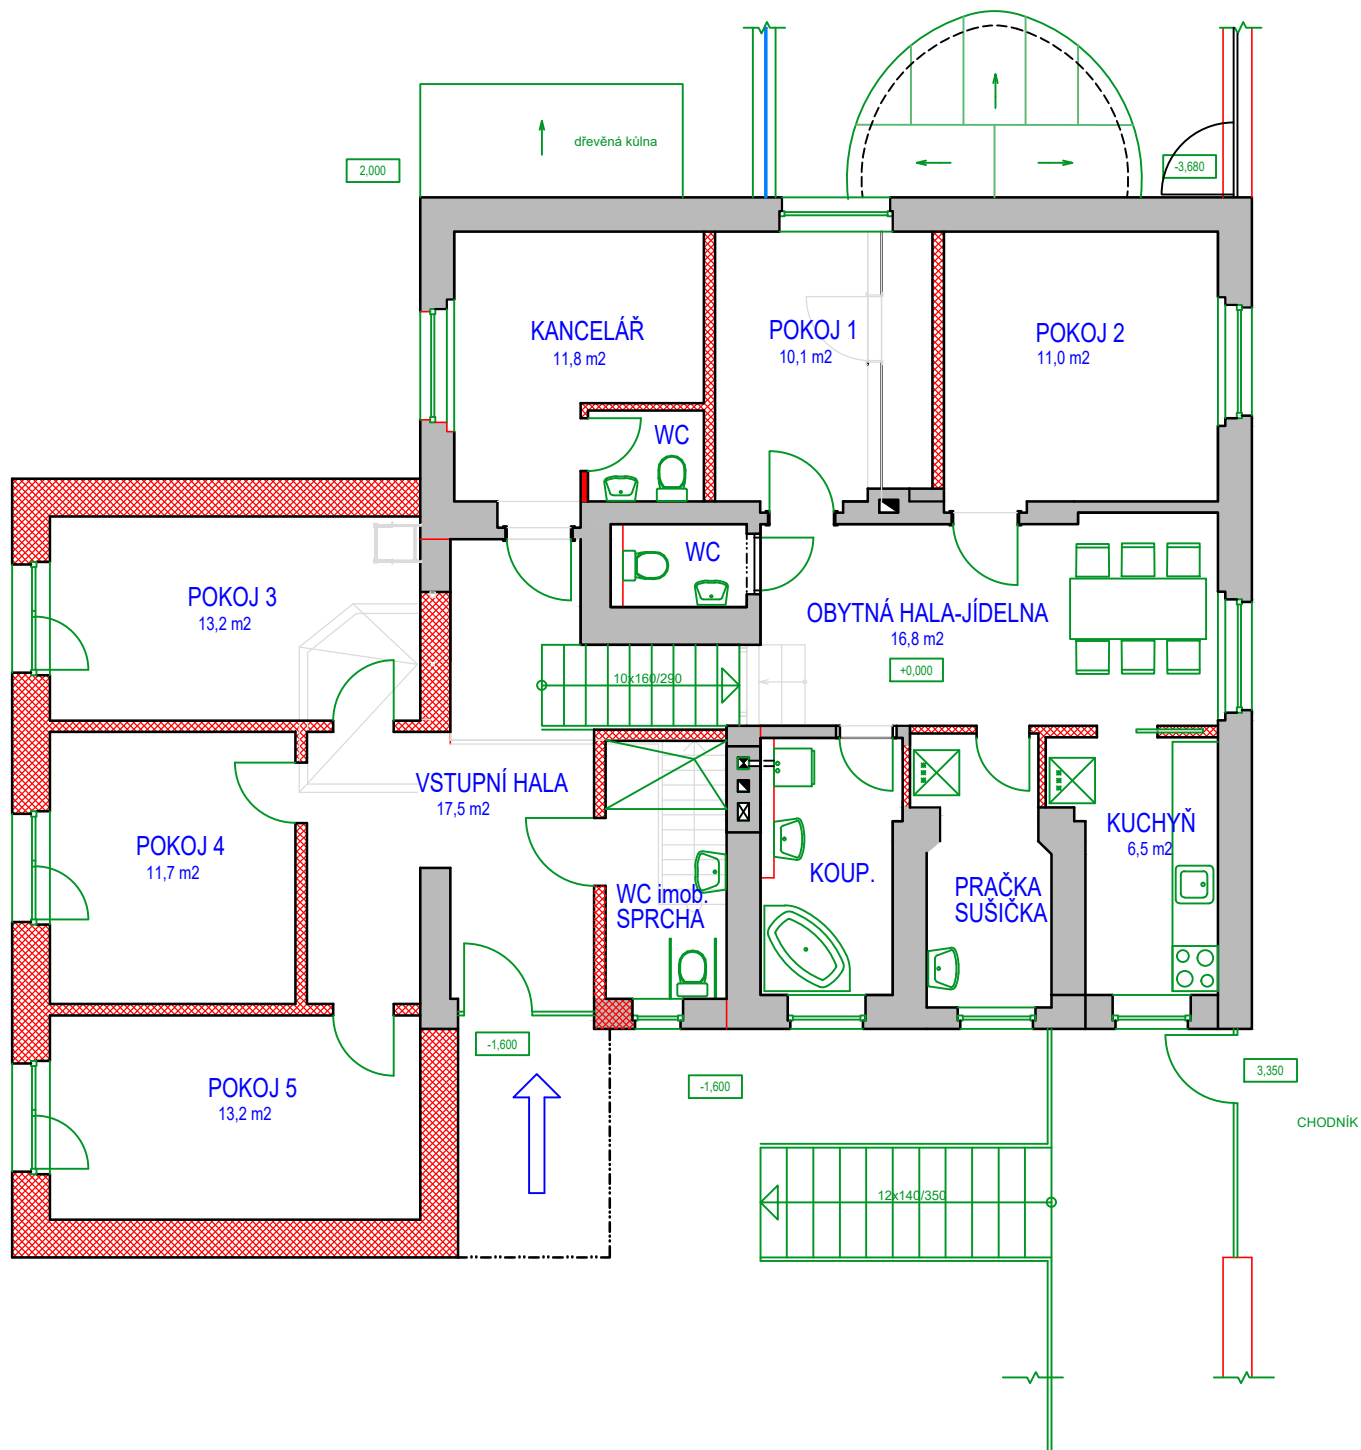 dřevěná kůlna
2,000
-3,680
KANCELÁŘ
11,8 m2
POKOJ 1
10,1 m2
POKOJ 2
11,0 m2
WC
WC
POKOJ 3
13,2 m2
OBYTNÁ HALA-JÍDELNA
16,8 m2
+0,000
10x160/290
VSTUPNÍ HALA
17,5 m2
POKOJ 4
11,7 m2
KUCHYŇ
6,5 m2
KOUP.
PRAČKA
SUŠIČKA
WC imob.
SPRCHA
-1,600
-1,600
3,350
POKOJ 5
13,2 m2
CHODNÍK
12x140/350